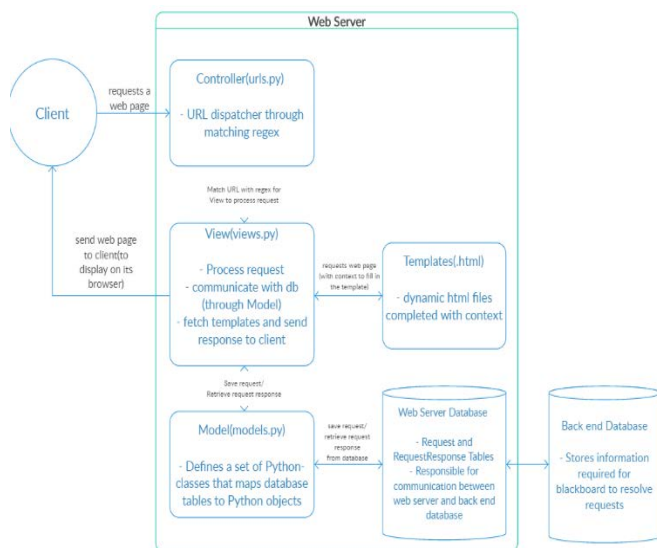 Web Server
Client
requests a
web page
Controller(urls.py)
- URL dispatcher through
matching regex
Match URL with regex for
View to process request
send web page
to client(to
display on its
browser)
View(views.py)
- Process request
- communicate with db
(through Model)
- fetch templates and send
response to client
requests web page
(with context to fill in
the template)
Templates(.html)
- dynamic html files
completed with context
Save request/
Retrieve request response
Model(models.py)
- Defines a set of Python-
classes that maps database
tables to Python objects
save request/
retrieve request
response
from database
Web Server Database
- Request and
RequestResponse Tables
- Responsible for
communication between
web server and back end
database
Back end Database
- Stores information
required for
blackboard to resolve
requests